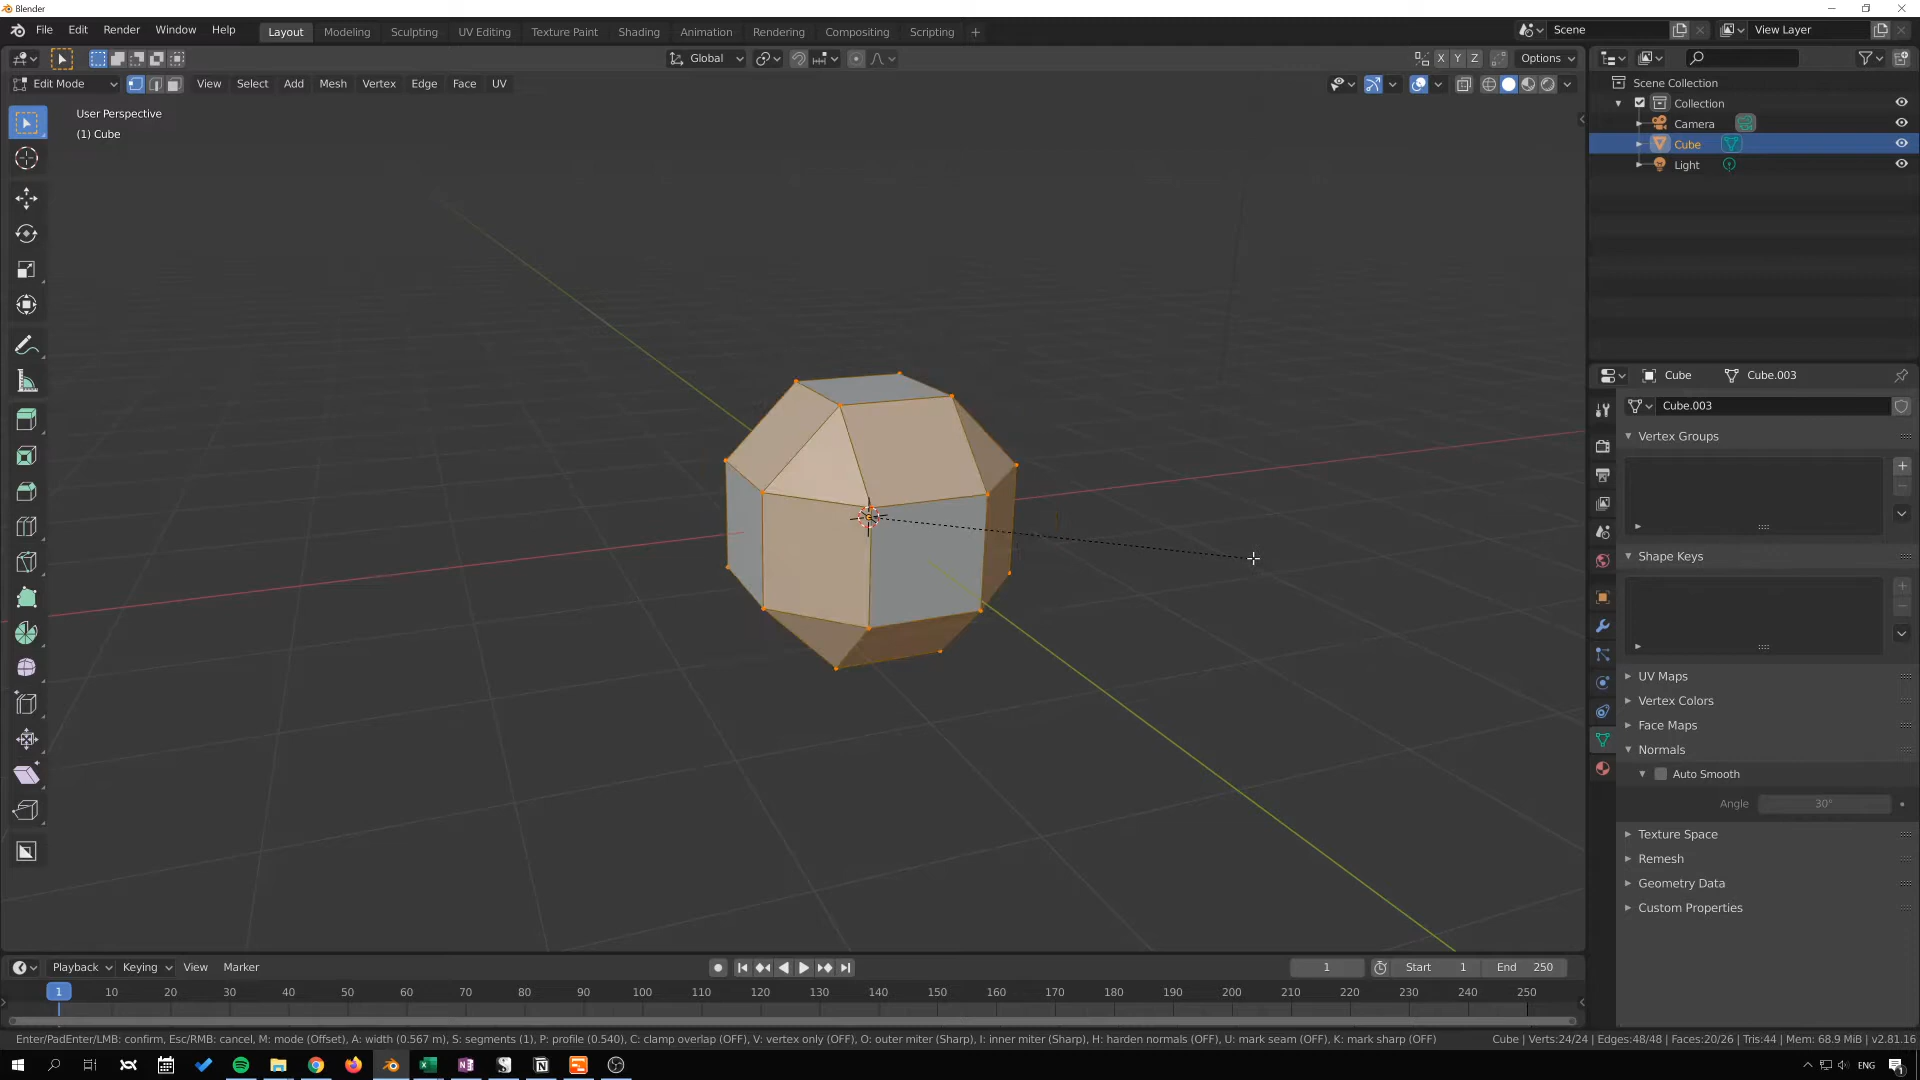 Blender
File Edit Render Window Help Layout Modeling Sculpting UV Editing Texture Paint Shading Animation Rendering Compositing Scripting + Scene View Layer
Global X Y Z Options
Edit Mode View Select Add Mesh Vertex Edge Face UV
User Perspective
(1) Cube
Scene Collection
Collection
Camera
Cube
Light
Cube Cube.003
Cube.003
Vertex Groups
Shape Keys
UV Maps
Vertex Colors
Face Maps
Normals
Auto Smooth
Angle 30°
Texture Space
Remesh
Geometry Data
Custom Properties
Playback Keying View Marker 1 Start 1 End 250
1 10 20 30 40 50 60 70 80 90 100 110 120 130 140 150 160 170 180 190 200 210 220 230 240 250
Enter/PadEnter/LMB: confirm, Esc/RMB: cancel, M: mode (Offset), A: width (0.567 m), S: segments (1), P: profile (0.540), C: clamp overlap (OFF), V: vertex only (OFF), O: outer miter (Sharp), I: inner miter (Sharp), H: harden normals (OFF), U: mark seam (OFF), K: mark sharp (OFF) Cube | Verts:24/24 | Edges:48/48 | Faces:20/26 | Tris:44 | Mem: 68.9 MiB | v2.81.16
ENG